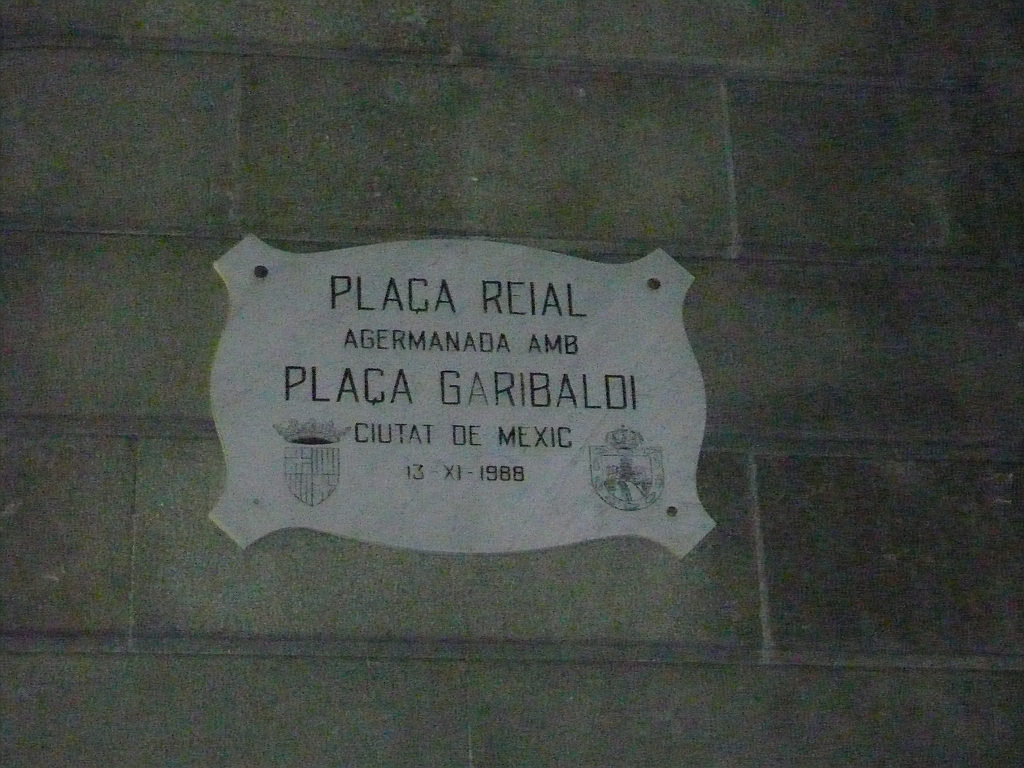 PLAÇA REIAL
AGERMANADA AMB
PLAÇA GARIBALDI
CIUTAT DE MEXIC
13-XI-1988